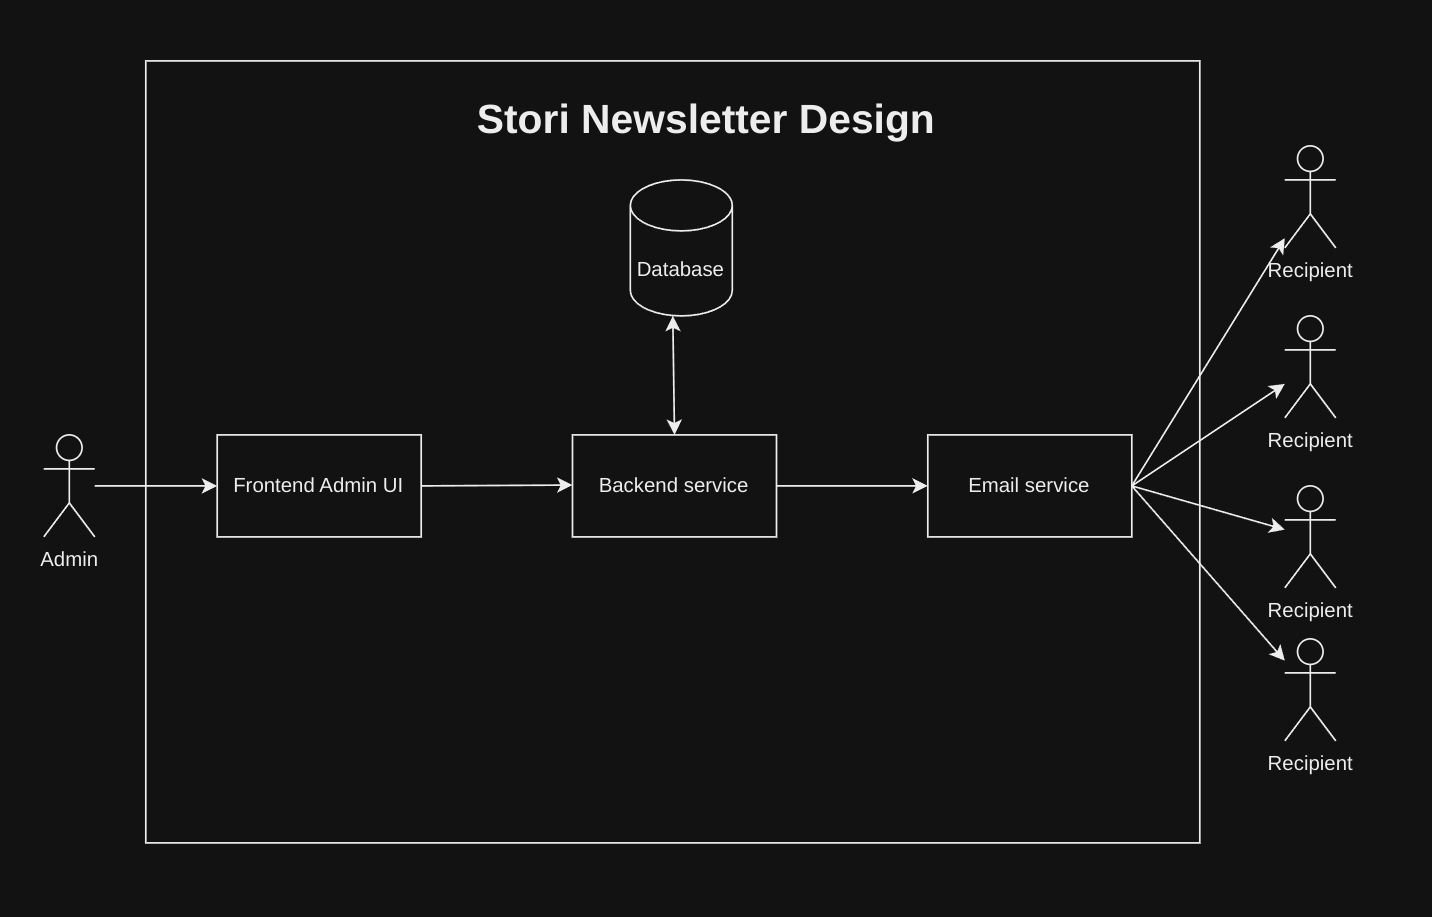 Stori Newsletter Design
Database
Admin
Frontend Admin UI
Backend service
Email service
Recipient
Recipient
Recipient
Recipient